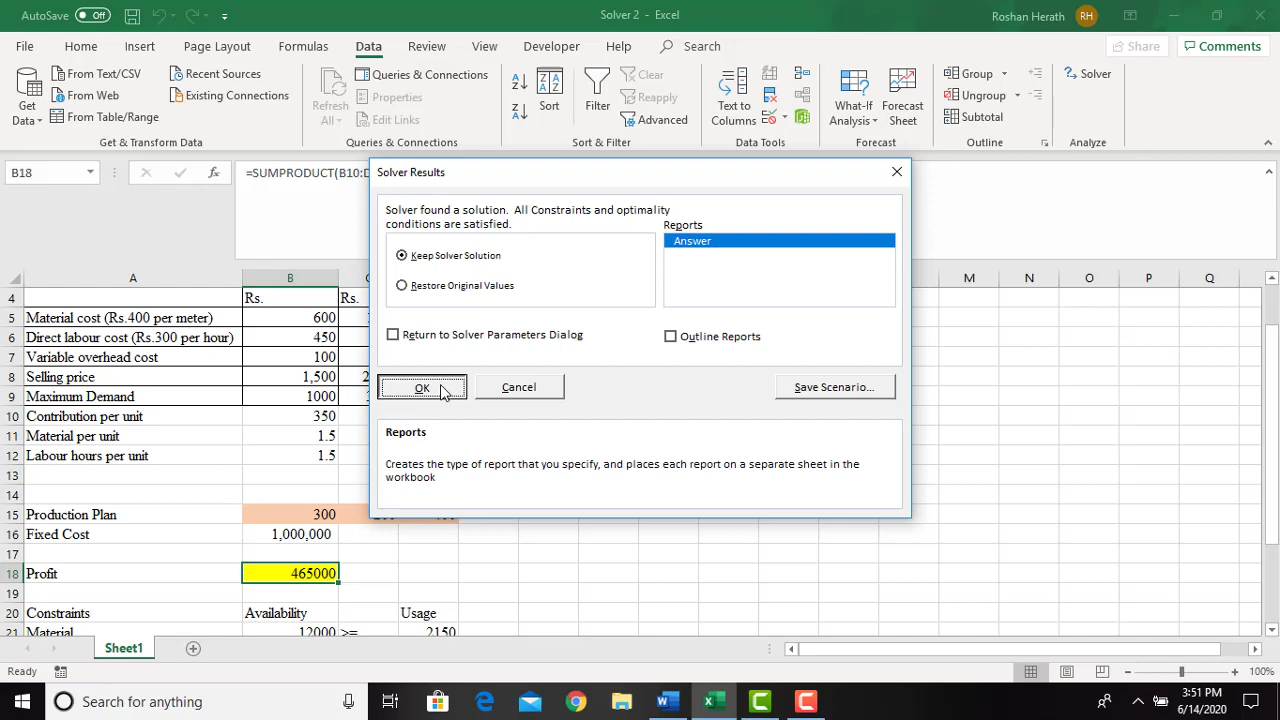 AutoSave Off
Solver 2 - Excel
Roshan Herath RH
File Home Insert Page Layout Formulas Data Review View Developer Help Search Share Comments
Get Data
From Text/CSV
From Web
From Table/Range
Recent Sources
Existing Connections
Get & Transform Data
Refresh All
Queries & Connections
Properties
Edit Links
Queries & Connections
Sort
Filter
Clear
Reapply
Advanced
Sort & Filter
Text to Columns
Data Tools
What-If Analysis
Forecast Sheet
Forecast
Group
Ungroup
Subtotal
Outline
Solver
Analyze
B18 fx =SUMPRODUCT(B10:D
A B M N O P Q
4 Rs. Rs.
5 Material cost (Rs.400 per meter) 600
6 Direct labour cost (Rs.300 per hour) 450
7 Variable overhead cost 100
8 Selling price 1,500
9 Maximum Demand 1000
10 Contribution per unit 350
11 Material per unit 1.5
12 Labour hours per unit 1.5
13
14
15 Production Plan 300
16 Fixed Cost 1,000,000
17
18 Profit 465000
19
20 Constraints Availability Usage
21 Material 12000 >= 2150
Solver Results
Solver found a solution. All Constraints and optimality
conditions are satisfied.
Keep Solver Solution
Restore Original Values
Reports
Answer
Return to Solver Parameters Dialog
Outline Reports
OK
Cancel
Save Scenario...
Reports
Creates the type of report that you specify, and places each report on a separate sheet in the
workbook
Sheet1
Ready
100%
Search for anything
3:51 PM
6/14/2020